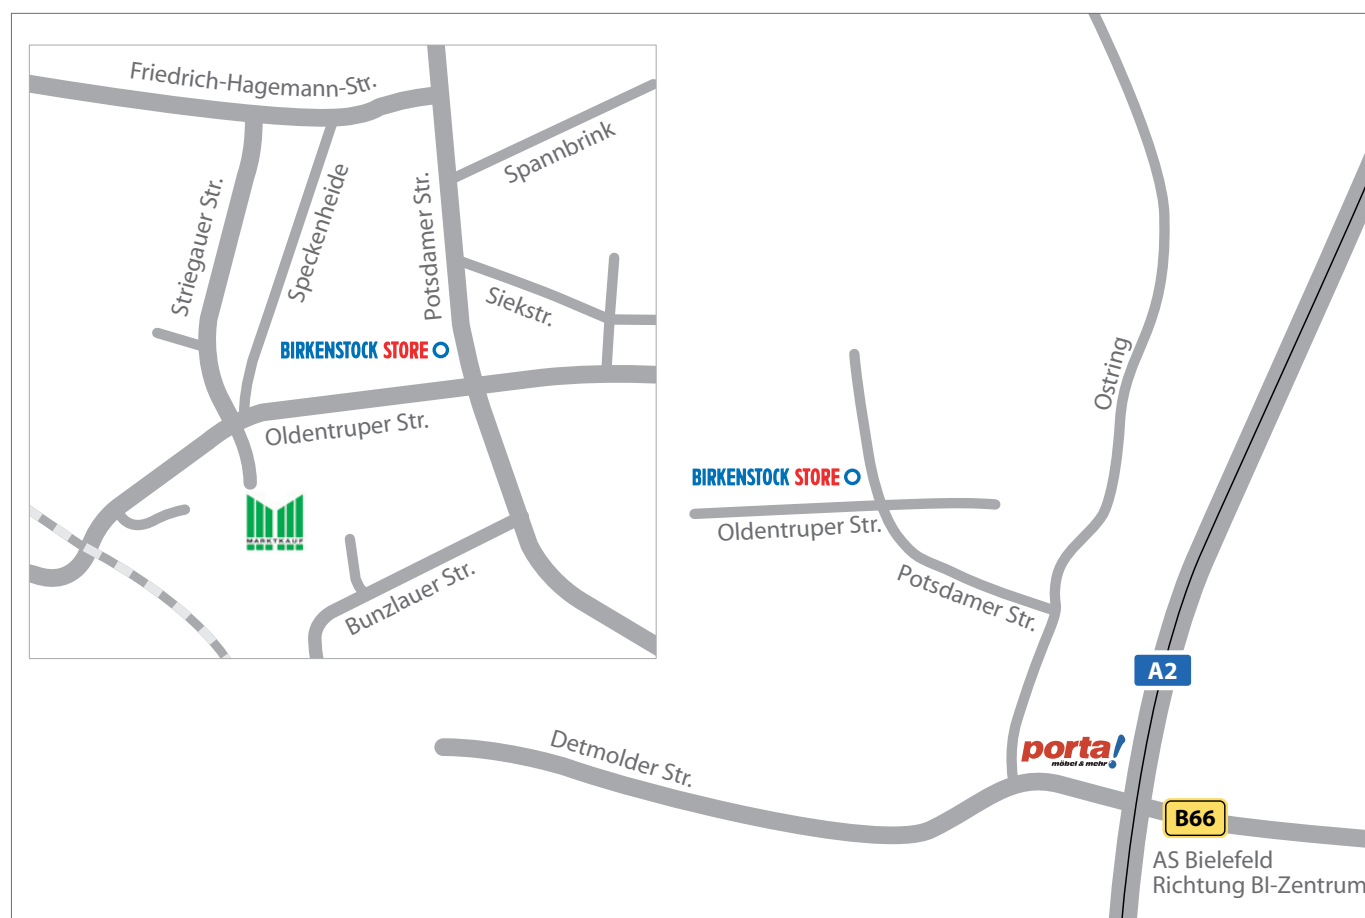 Friedrich-Hagemann-Str.
Spannbrink
Striegauer Str.
Speckenheide
Potsdamer Str.
Siekstr.
BIRKENSTOCK STORE
Oldentruper Str.
MARKTKAUF
Bunzlauer Str.
Ostring
BIRKENSTOCK STORE
Oldentruper Str.
Potsdamer Str.
A2
Detmolder Str.
porta!
möbel & mehr
B66
AS Bielefeld
Richtung BI-Zentrum